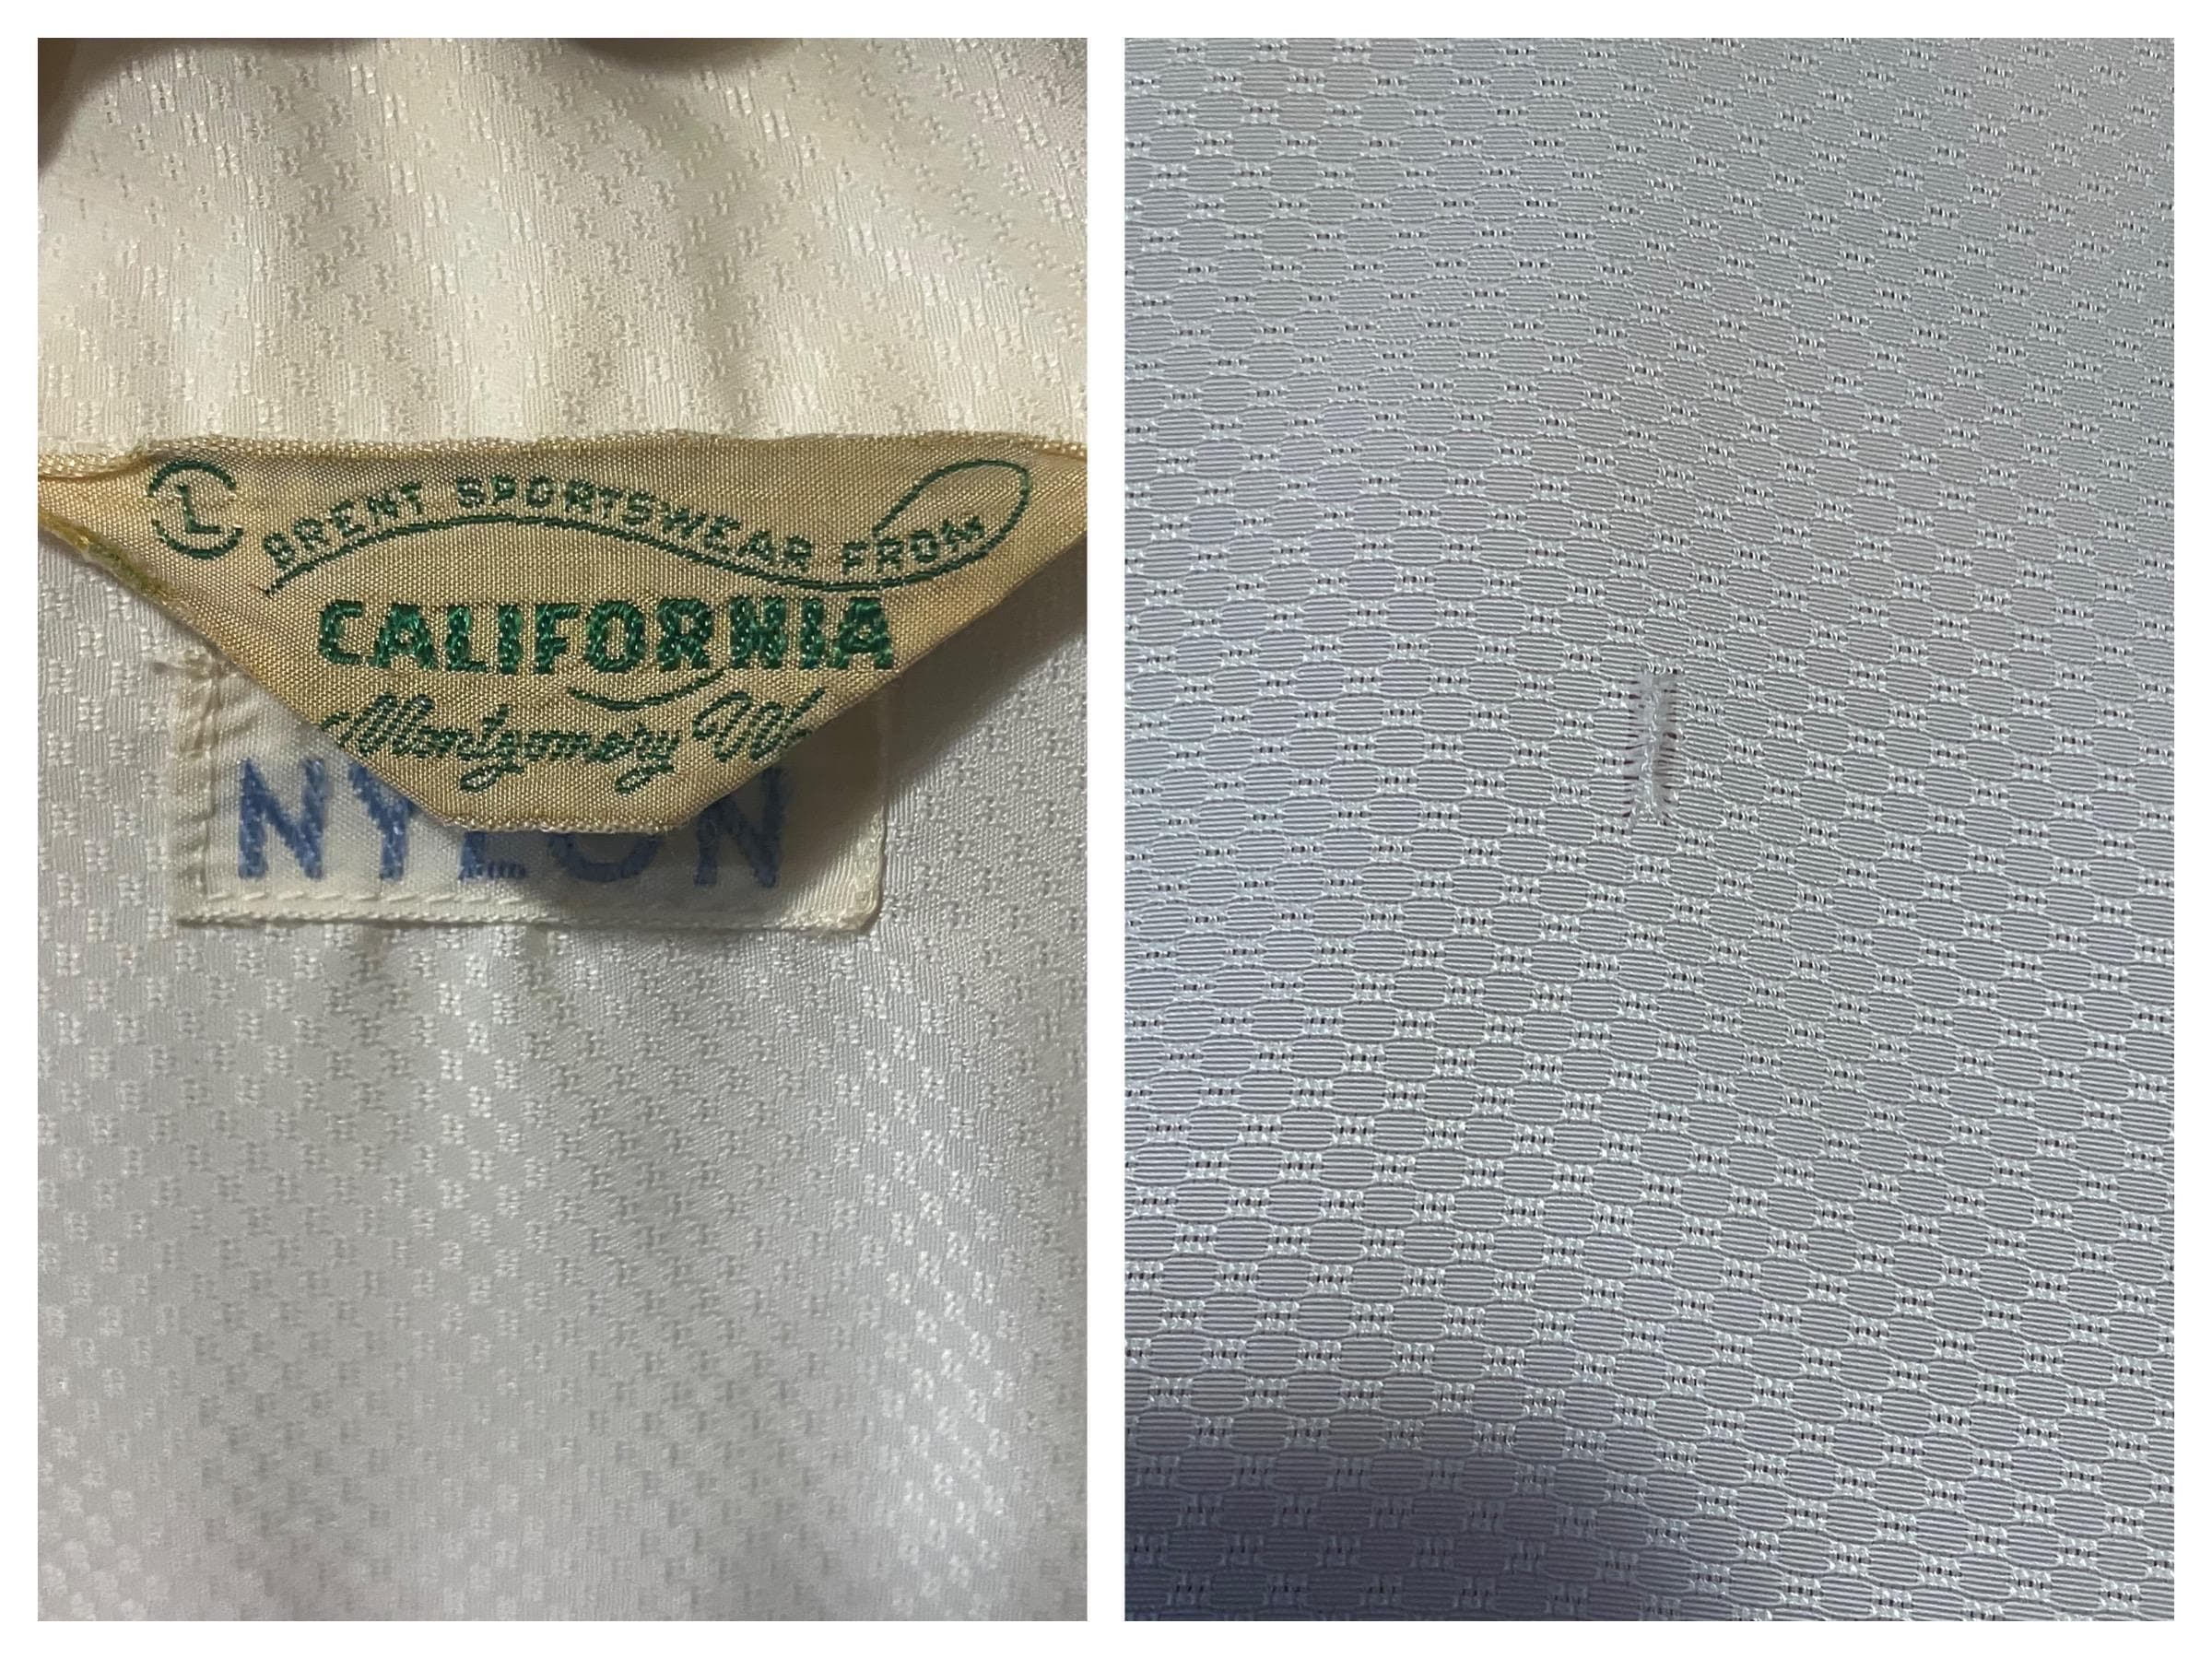 L
BRENT SPORTSWEAR FROM
CALIFORNIA
Montgomery W
NYLON